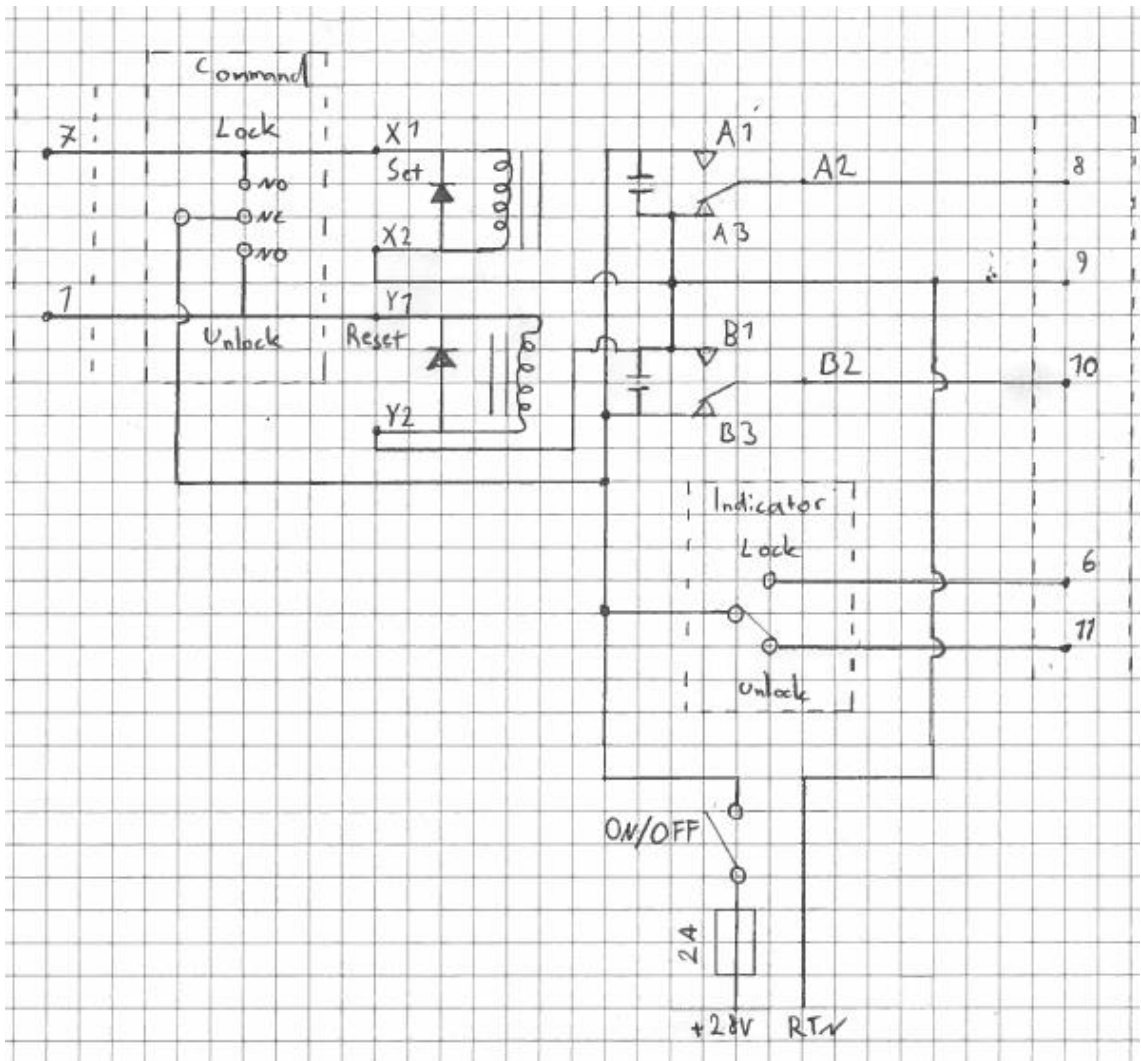 Command
7
Lock
X1
A1
Set
NO
A2
8
NC
A3
X2
NO
9
1
Y1
Unlock
Reset
B1
B2
10
Y2
B3
Indicator
Lock
6
11
Unlock
ON/OFF
2A
+28V
RTN